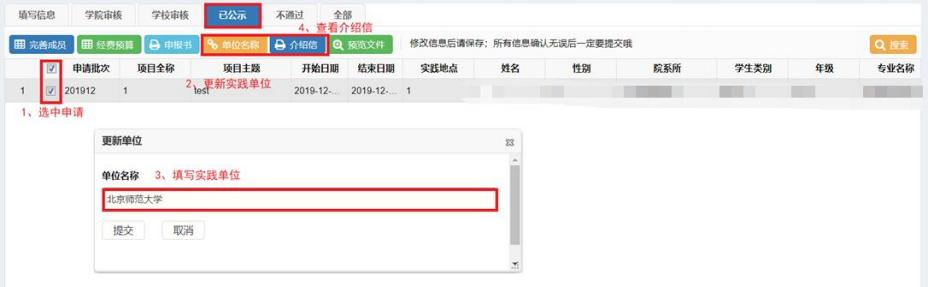 填写信息 学院审核 学校审核 已公示 不通过 全部
4、查看介绍信
完善成员 经费预算 申报书 单位名称 介绍信 预览文件 修改信息后请保存；所有信息确认无误后一定要提交哦 搜索
申请批次 项目全称 项目主题 开始日期 结束日期 实践地点 姓名 性别 院系所 学生类别 年级 专业名称
2、更新实践单位
1 201912 1 test 2019-12-... 2019-12-... 1
1、选中申请
更新单位
单位名称 3、填写实践单位
北京师范大学
提交 取消